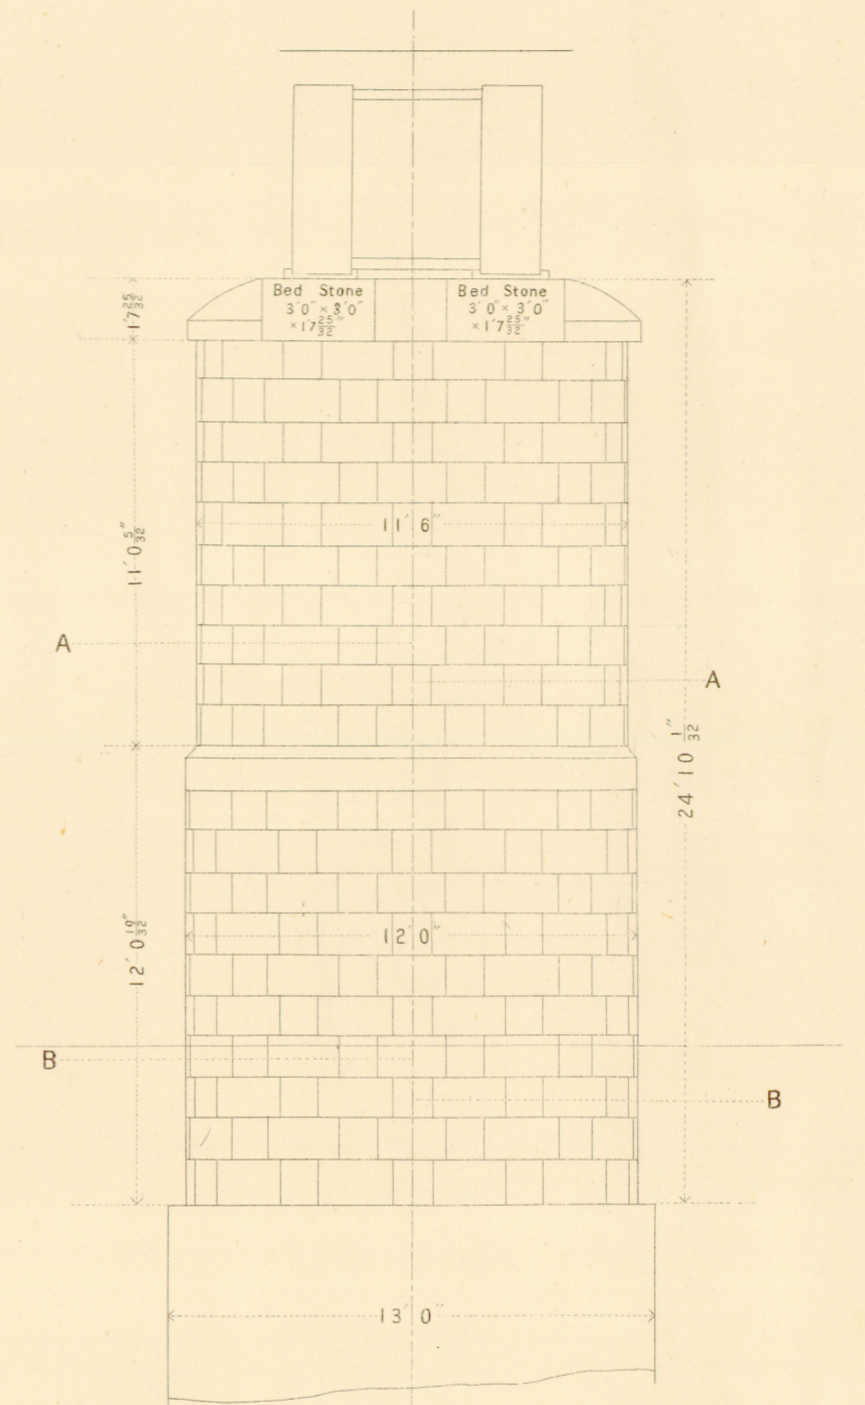 Bed Stone
3′0″ × 3′0″
× 1′7 25/32″
Bed Stone
3′0″ × 3′0″
× 1′7 25/32″
1′7 25/32″
11′6″
11′0 5/32″
A
A
24′10 1/32″
12′0″
12′0 19/32″
B
B
13′0″